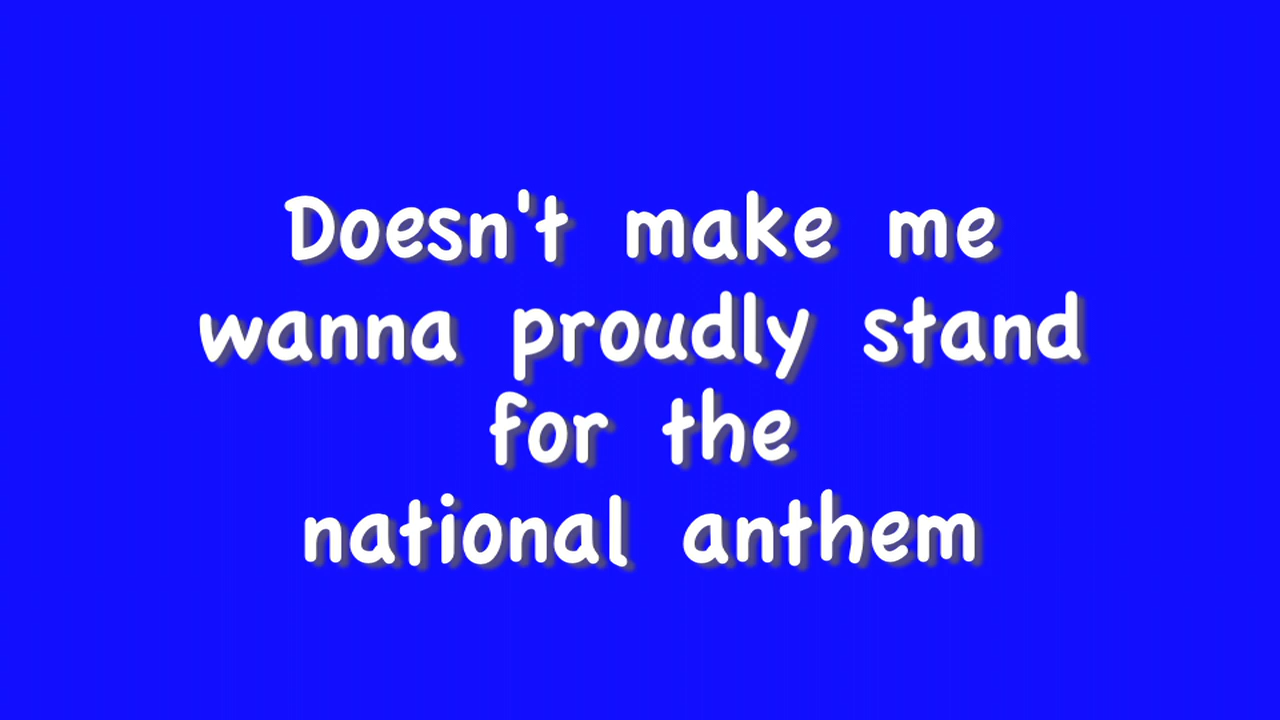 Doesn't make me
wanna proudly stand
for the
national anthem